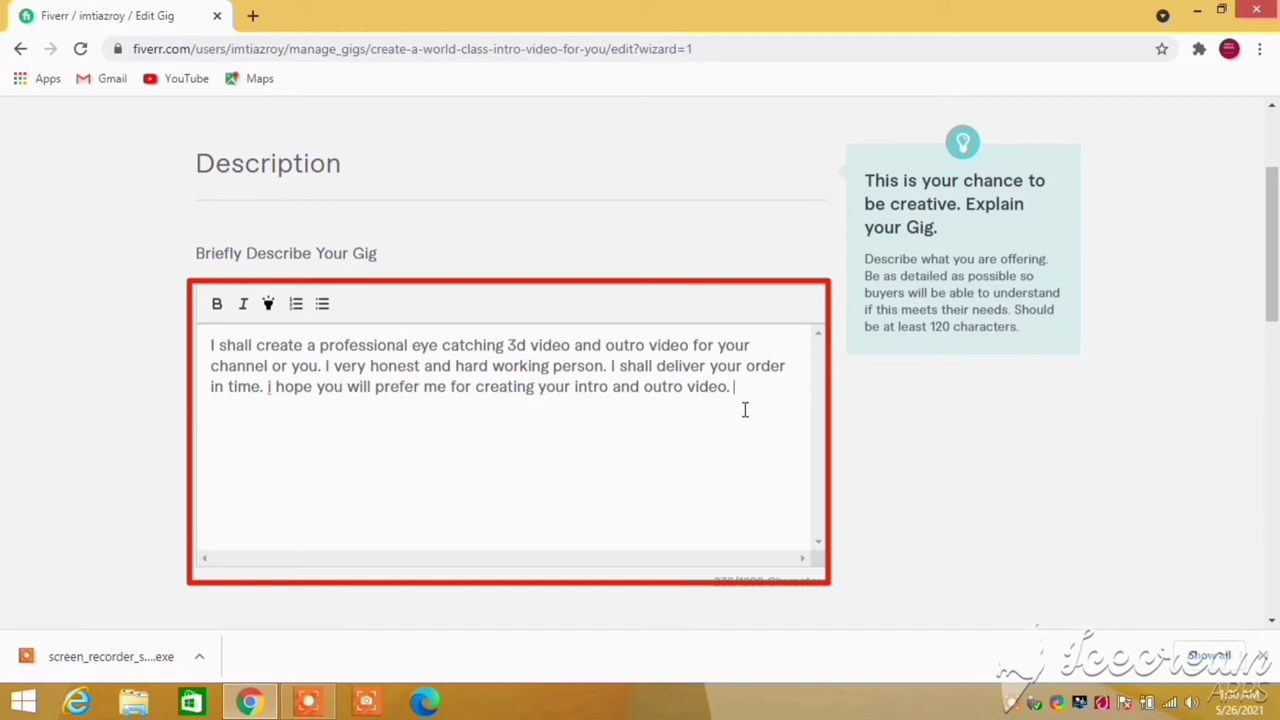 Fiverr / imtiazroy / Edit Gig
fiverr.com/users/imtiazroy/manage_gigs/create-a-world-class-intro-video-for-you/edit?wizard=1
Apps Gmail YouTube Maps
Description
Briefly Describe Your Gig
B I
I shall create a professional eye catching 3d video and outro video for your
channel or you. I very honest and hard working person. I shall deliver your order
in time. i hope you will prefer me for creating your intro and outro video.
This is your chance to
be creative. Explain
your Gig.
Describe what you are offering.
Be as detailed as possible so
buyers will be able to understand
if this meets their needs. Should
be at least 120 characters.
screen_recorder_s....exe
Show all
Icecream
APPS
5/26/2021